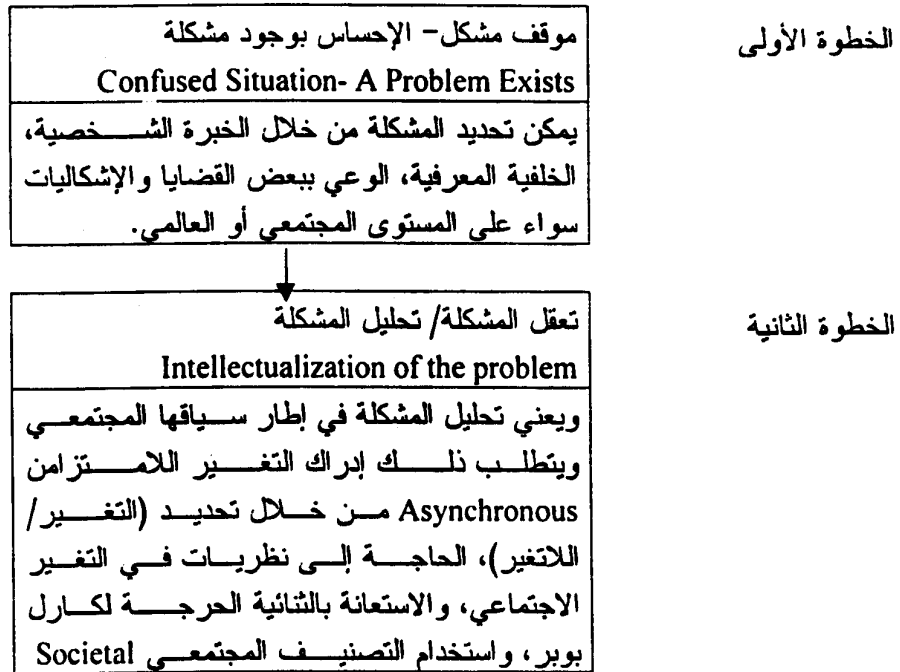 الخطوة الأولى
موقف مشكل- الإحساس بوجود مشكلة
Confused Situation- A Problem Exists
يمكن تحديد المشكلة من خلال الخبرة الشخصية،
الخلفية المعرفية، الوعي ببعض القضايا والإشكاليات
سواء على المستوى المجتمعي أو العالمي.
الخطوة الثانية
تعقل المشكلة/ تحليل المشكلة
Intellectualization of the problem
ويعني تحليل المشكلة في إطار سياقها المجتمعي
ويتطلب ذلك إدراك التغير اللامتزامن
Asynchronous من خلال تحديد (التغير/
اللاتغير)، الحاجة إلى نظريات في التغير
الاجتماعي، والاستعانة بالثنائية الحرجة لكارل
بوبر، واستخدام التصنيف المجتمعي Societal